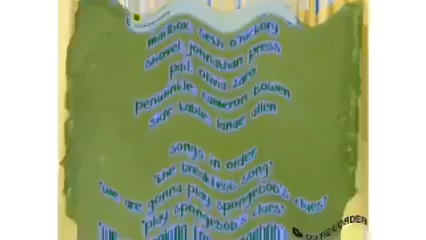 mailbox seth o'hickory
shovel johnathan press
pail olivia zaro
periwinkle cameron bowen
side table lanae allen
songs in order
'the breakfast song'
'we are gonna play spongebob's clues'
'play spongebob's clues'